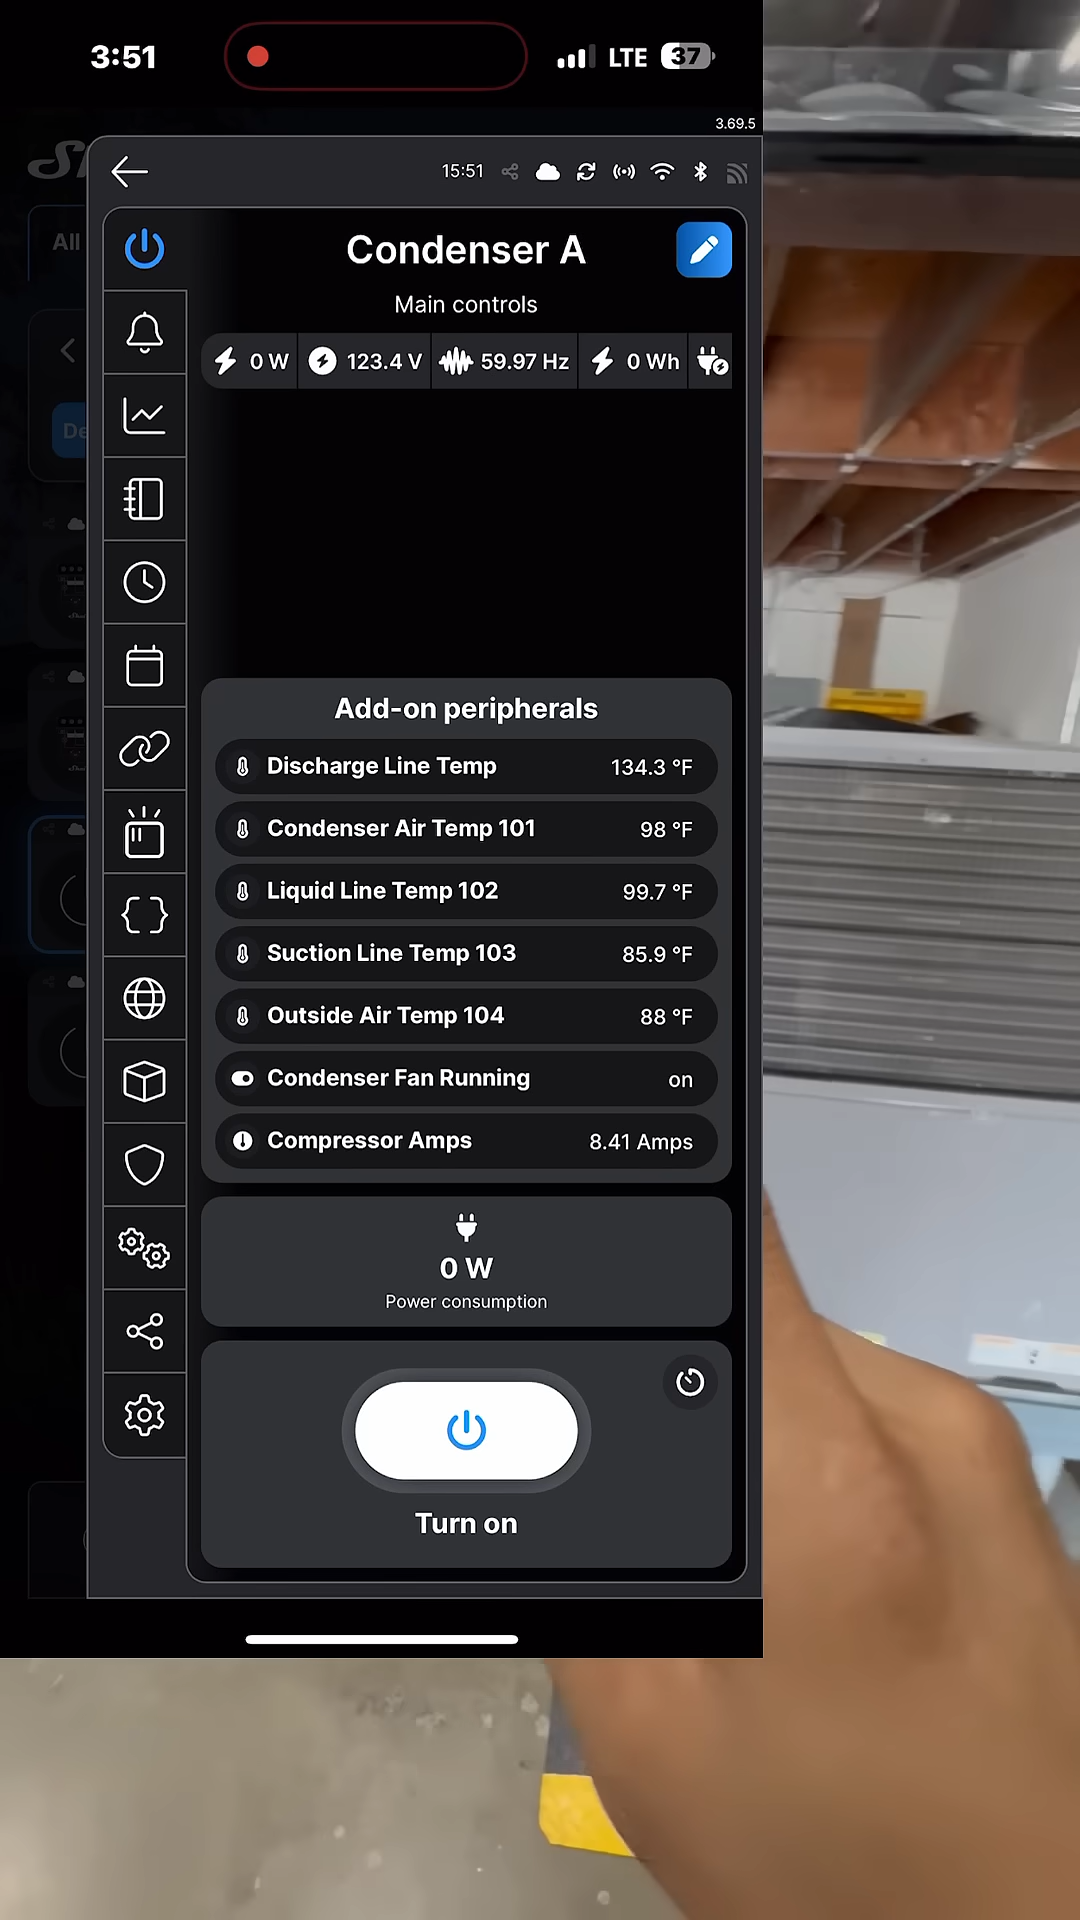 3:51
LTE
37
3.69.5
15:51
All
Condenser A
Main controls
0 W
123.4 V
59.97 Hz
0 Wh
De
Add-on peripherals
Discharge Line Temp
134.3 °F
Condenser Air Temp 101
98 °F
Liquid Line Temp 102
99.7 °F
Suction Line Temp 103
85.9 °F
Outside Air Temp 104
88 °F
Condenser Fan Running
on
Compressor Amps
8.41 Amps
0 W
Power consumption
Turn on